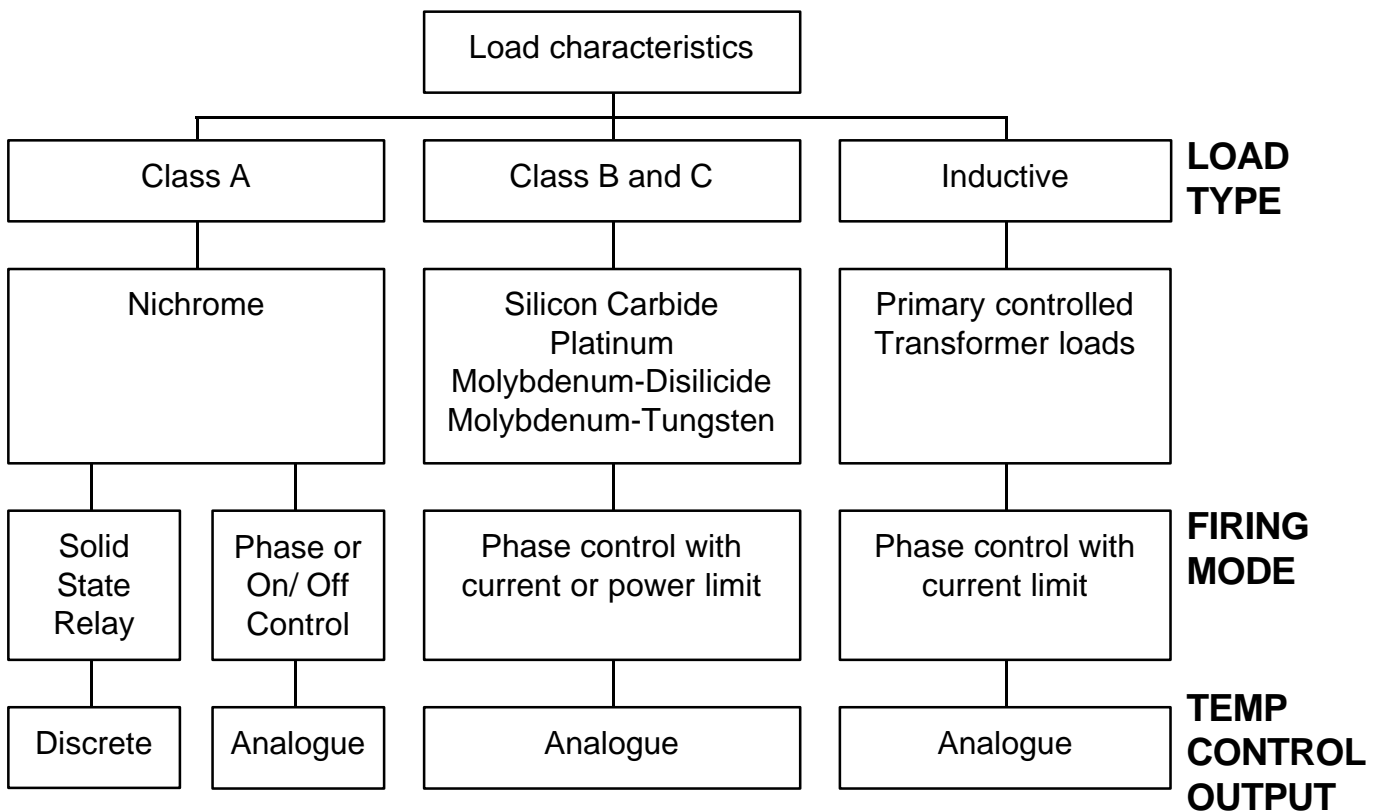 Load characteristics
Class A
Class B and C
Inductive
LOAD
TYPE
Nichrome
Silicon Carbide
Platinum
Molybdenum-Disilicide
Molybdenum-Tungsten
Primary controlled
Transformer loads
Solid
State
Relay
Phase or
On/ Off
Control
Phase control with
current or power limit
Phase control with
current limit
FIRING
MODE
Discrete
Analogue
Analogue
Analogue
TEMP
CONTROL
OUTPUT